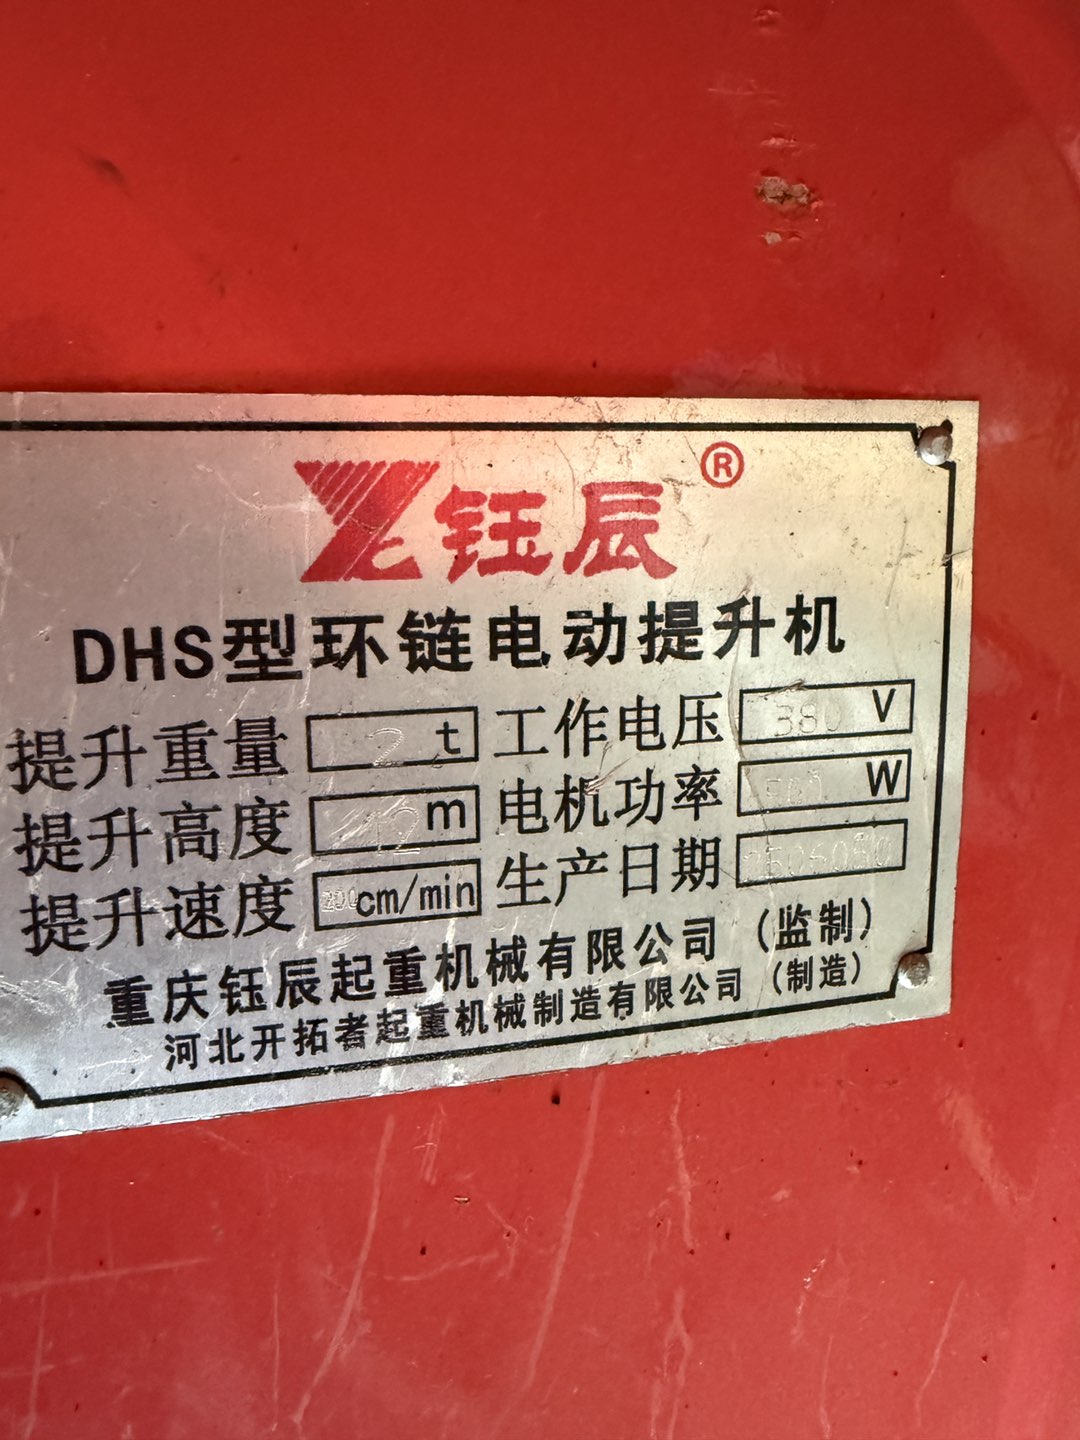 钰辰®
DHS型环链电动提升机
提升重量 2 t 工作电压 380 V
提升高度 12 m 电机功率 W
提升速度 200 cm/min 生产日期
重庆钰辰起重机械有限公司 (监制)
河北开拓者起重机械制造有限公司 (制造)